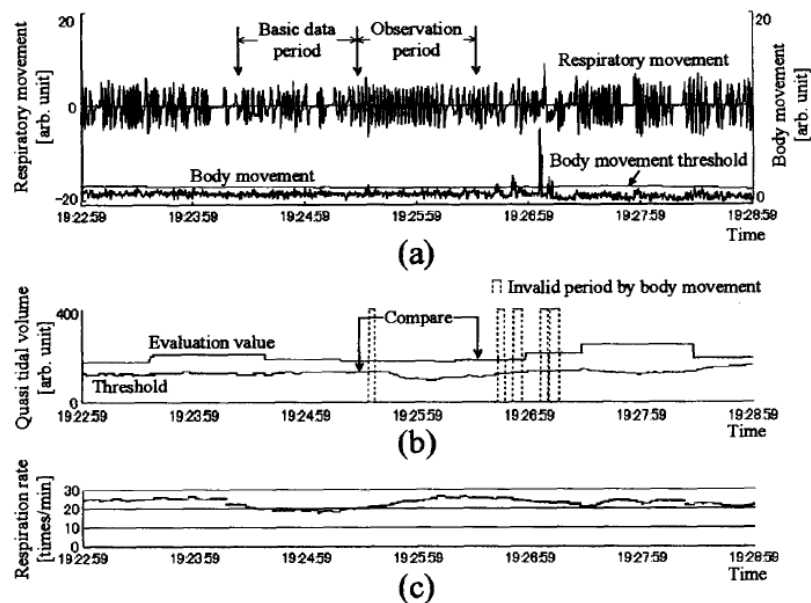 20
20
Basic data
period
Observation
period
Respiratory movement
Respiratory movement
[arb. unit]
0
Body movement
[arb. unit]
Body movement
Body movement threshold
-20
0
19:22:59 19:23:59 19:24:59 19:25:59 19:26:59 19:27:59 19:28:59
Time
(a)
Invalid period by body movement
400
Compare
Evaluation value
Quasi tidal volume
[arb. unit]
Threshold
0
19:22:59 19:23:59 19:24:59 19:25:59 19:26:59 19:27:59 19:28:59
Time
(b)
Respiration rate
[times/min]
30
20
10
0
19:22:59 19:23:59 19:24:59 19:25:59 19:26:59 19:27:59 19:28:59
Time
(c)